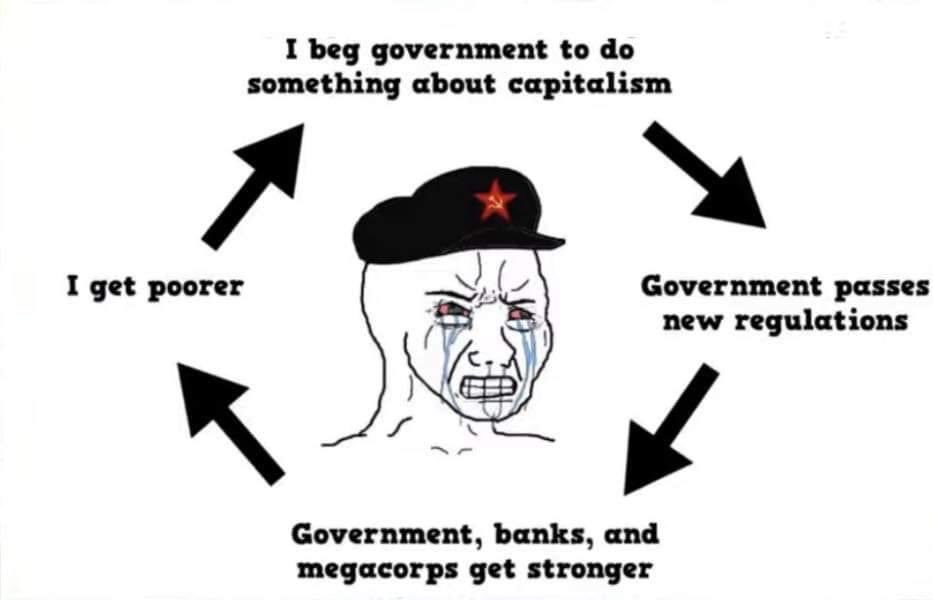 I beg government to do
something about capitalism
I get poorer
Government passes
new regulations
Government, banks, and
megacorps get stronger